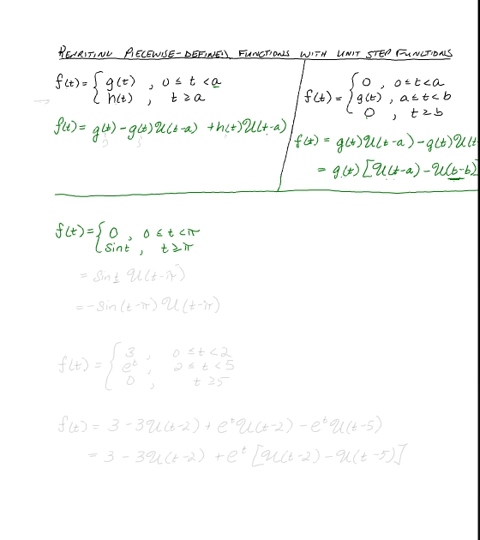 REWRITING PIECEWISE-DEFINED FUNCTIONS WITH UNIT STEP FUNCTIONS
f(t) = { g(t) , 0 ≤ t < a
h(t) , t ≥ a
f(t) = g(t) - g(t)U(t-a) + h(t)U(t-a)
f(t) = { 0 , 0 ≤ t < a
g(t) , a ≤ t < b
0 , t ≥ b
f(t) = g(t)U(t-a) - g(t)U(t
= g(t) [U(t-a) - U(b-b)]
f(t) = { 0 , 0 ≤ t < π
sin t , t ≥ π
= sin t U(t-π)
= -sin(t-π) U(t-π)
f(t) = { 3 , 0 ≤ t < 2
e^t , 2 ≤ t < 5
0 , t ≥ 5
f(t) = 3 - 3U(t-2) + e^t U(t-2) - e^t U(t-5)
= 3 - 3U(t-2) + e^t [U(t-2) - U(t-5)]